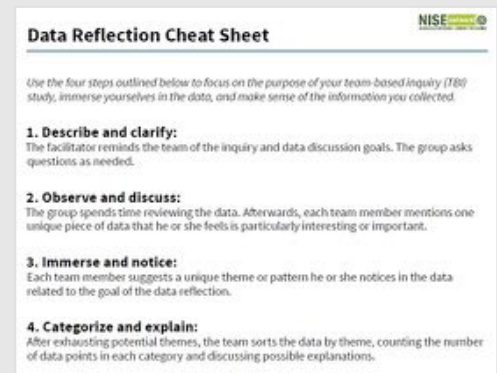 NISE
Data Reflection Cheat Sheet
Use the four steps outlined below to focus on the purpose of your team-based inquiry (TBI)
study, immerse yourselves in the data, and make sense of the information you collected.
1. Describe and clarify:
The facilitator reminds the team of the inquiry and data discussion goals. The group asks
questions as needed.
2. Observe and discuss:
The group spends time reviewing the data. Afterwards, each team member mentions one
unique piece of data that he or she feels is particularly interesting or important.
3. Immerse and notice:
Each team member suggests a unique theme or pattern he or she notices in the data
related to the goal of the data reflection.
4. Categorize and explain:
After exhausting potential themes, the team sorts the data by theme, counting the number
of data points in each category and discussing possible explanations.